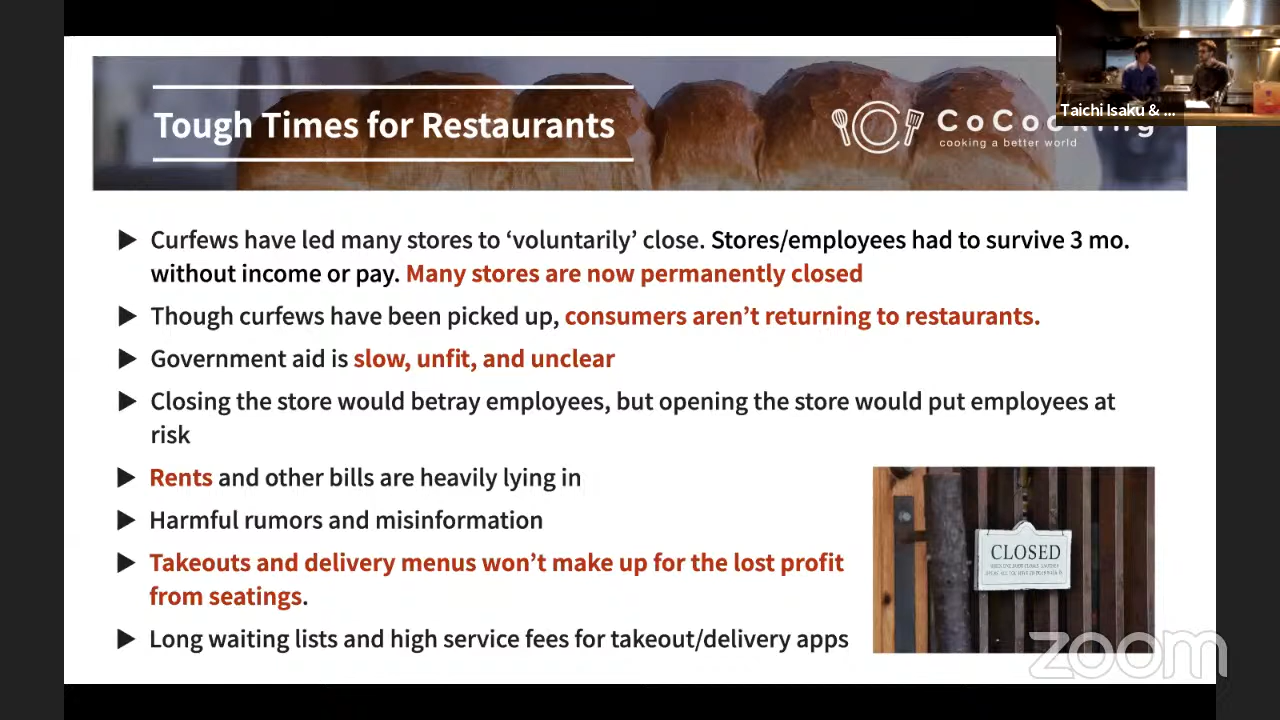 Taichi Isaku & ...
Tough Times for Restaurants
CoCooking
cooking a better world
▶ Curfews have led many stores to ‘voluntarily’ close. Stores/employees had to survive 3 mo.
without income or pay. Many stores are now permanently closed
▶ Though curfews have been picked up, consumers aren’t returning to restaurants.
▶ Government aid is slow, unfit, and unclear
▶ Closing the store would betray employees, but opening the store would put employees at
risk
▶ Rents and other bills are heavily lying in
▶ Harmful rumors and misinformation
▶ Takeouts and delivery menus won’t make up for the lost profit
from seatings.
▶ Long waiting lists and high service fees for takeout/delivery apps
CLOSED
zoom